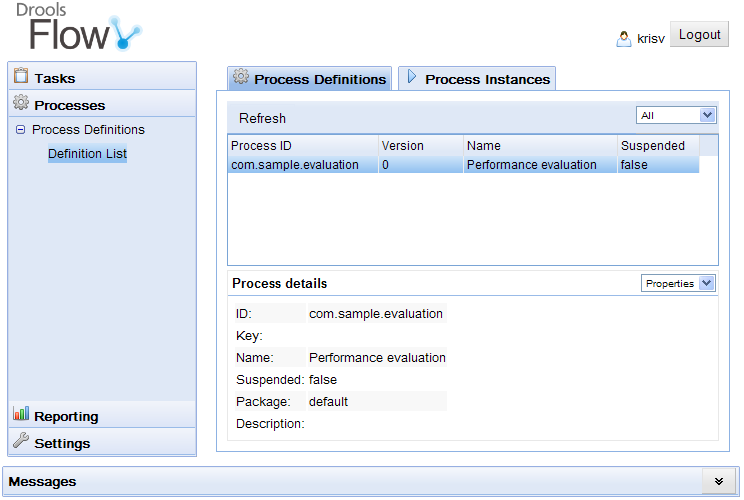 Drools
Flow
krisv
Logout
Tasks
Processes
Process Definitions
Definition List
Reporting
Settings
Process Definitions
Process Instances
Refresh
All
Process ID Version Name Suspended
com.sample.evaluation 0 Performance evaluation false
Process details
Properties
ID: com.sample.evaluation
Key:
Name: Performance evaluation
Suspended: false
Package: default
Description:
Messages